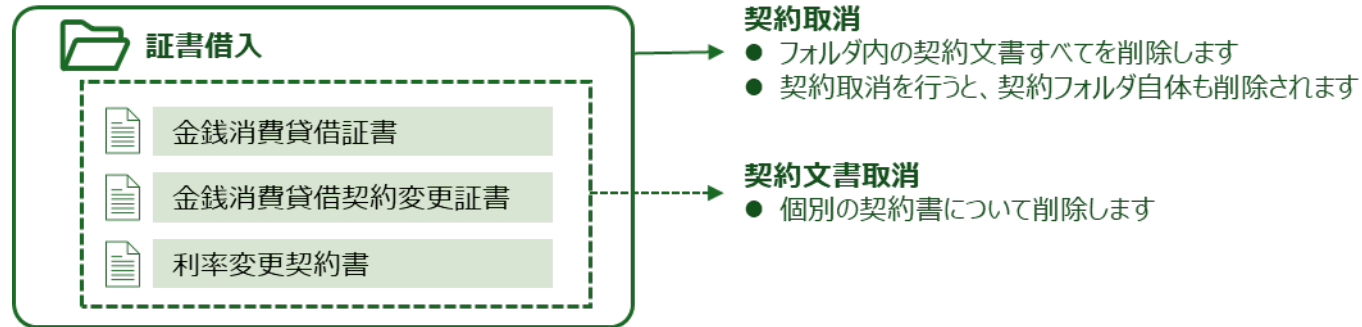 証書借入
金銭消費貸借証書
金銭消費貸借契約変更証書
利率変更契約書
契約取消
● フォルダ内の契約文書すべてを削除します
● 契約取消を行うと、契約フォルダ自体も削除されます
契約文書取消
● 個別の契約書について削除します